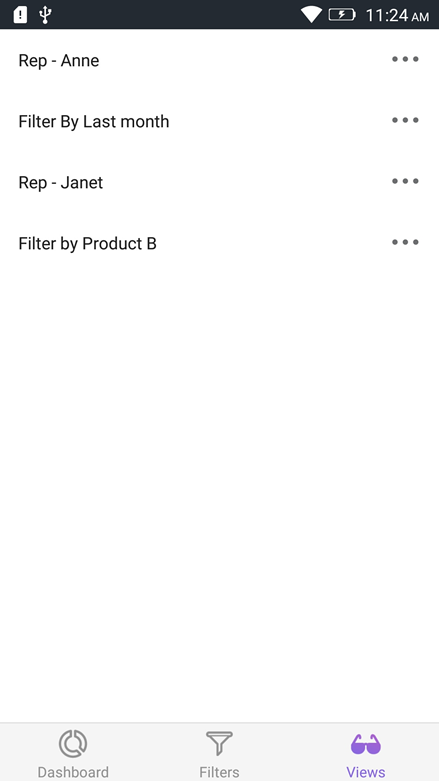 11:24 AM
Rep - Anne
Filter By Last month
Rep - Janet
Filter by Product B
Dashboard
Filters
Views